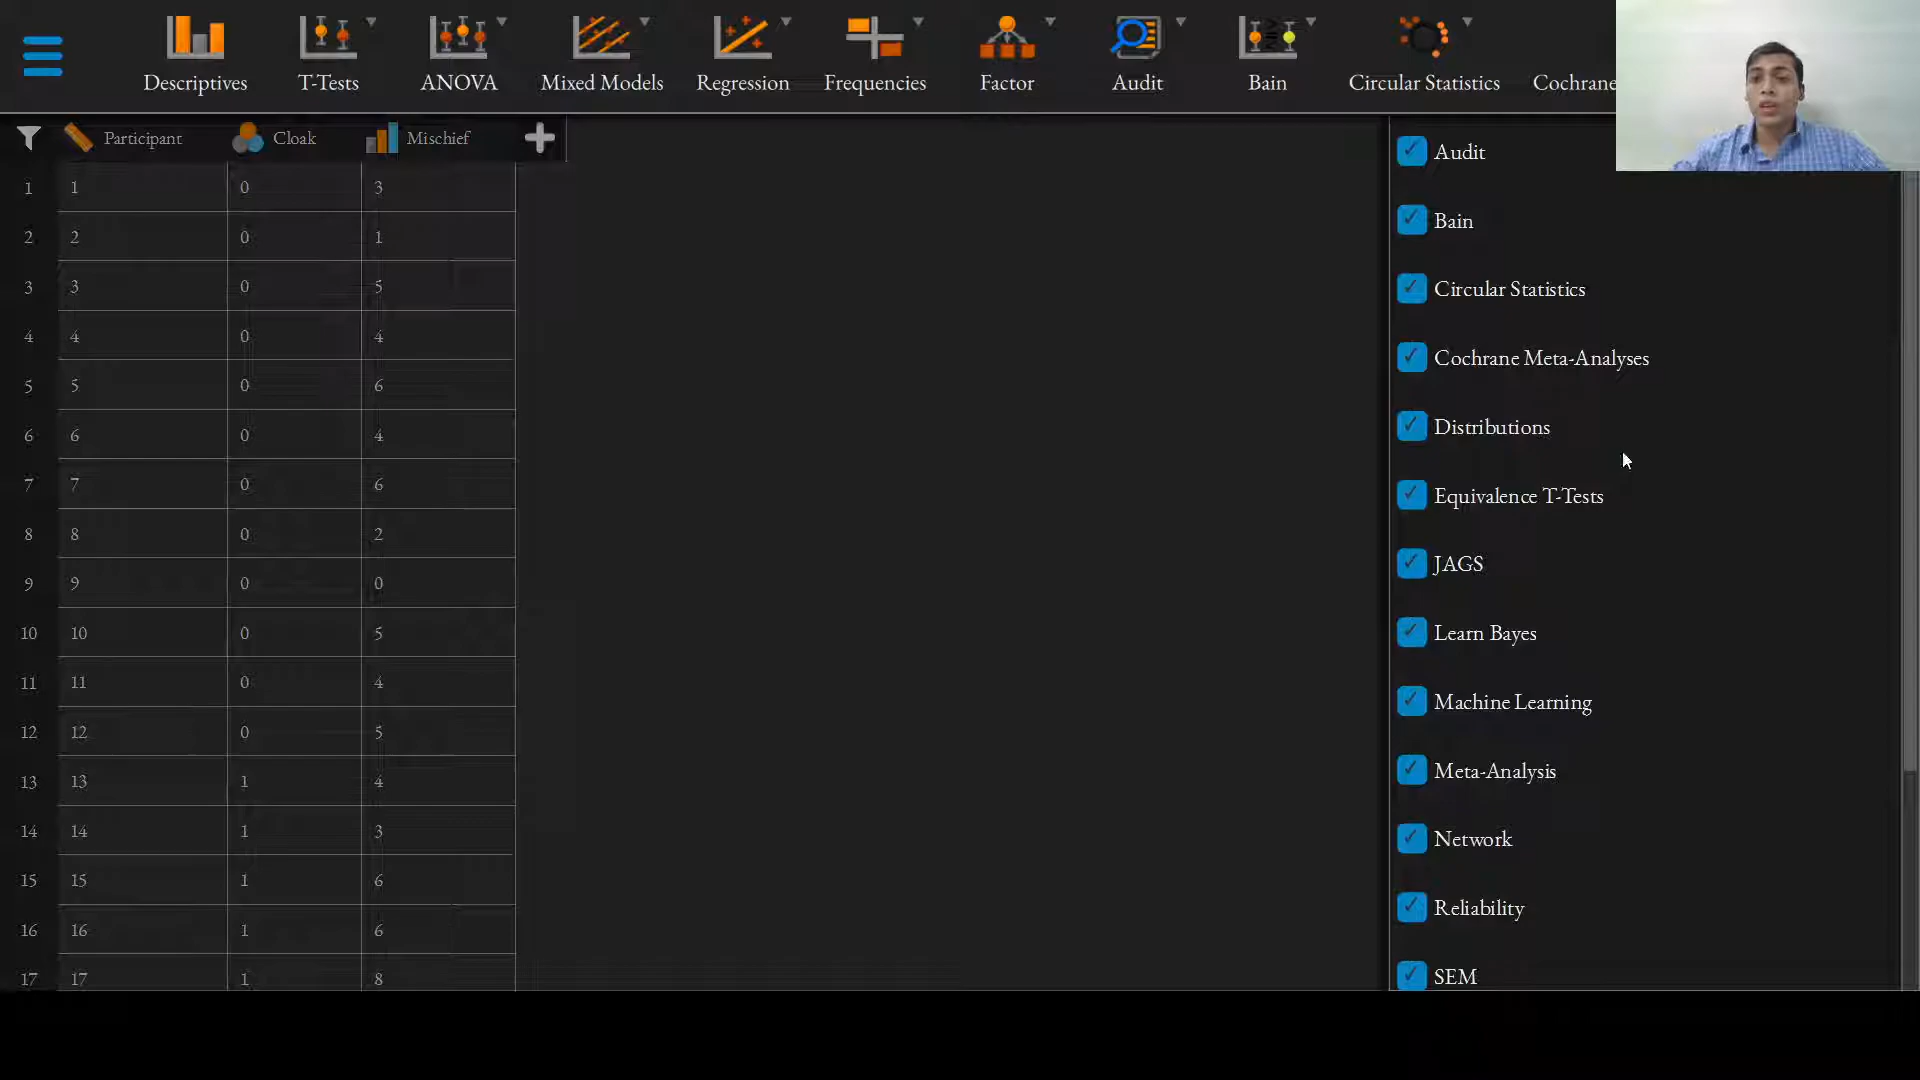 Descriptives T-Tests ANOVA Mixed Models Regression Frequencies Factor Audit Bain Circular Statistics Cochrane
Participant Cloak Mischief
1 1 0 3
2 2 0 1
3 3 0 5
4 4 0 4
5 5 0 6
6 6 0 4
7 7 0 6
8 8 0 2
9 9 0 0
10 10 0 5
11 11 0 4
12 12 0 5
13 13 1 4
14 14 1 3
15 15 1 6
16 16 1 6
17 17 1 8
Audit
Bain
Circular Statistics
Cochrane Meta-Analyses
Distributions
Equivalence T-Tests
JAGS
Learn Bayes
Machine Learning
Meta-Analysis
Network
Reliability
SEM